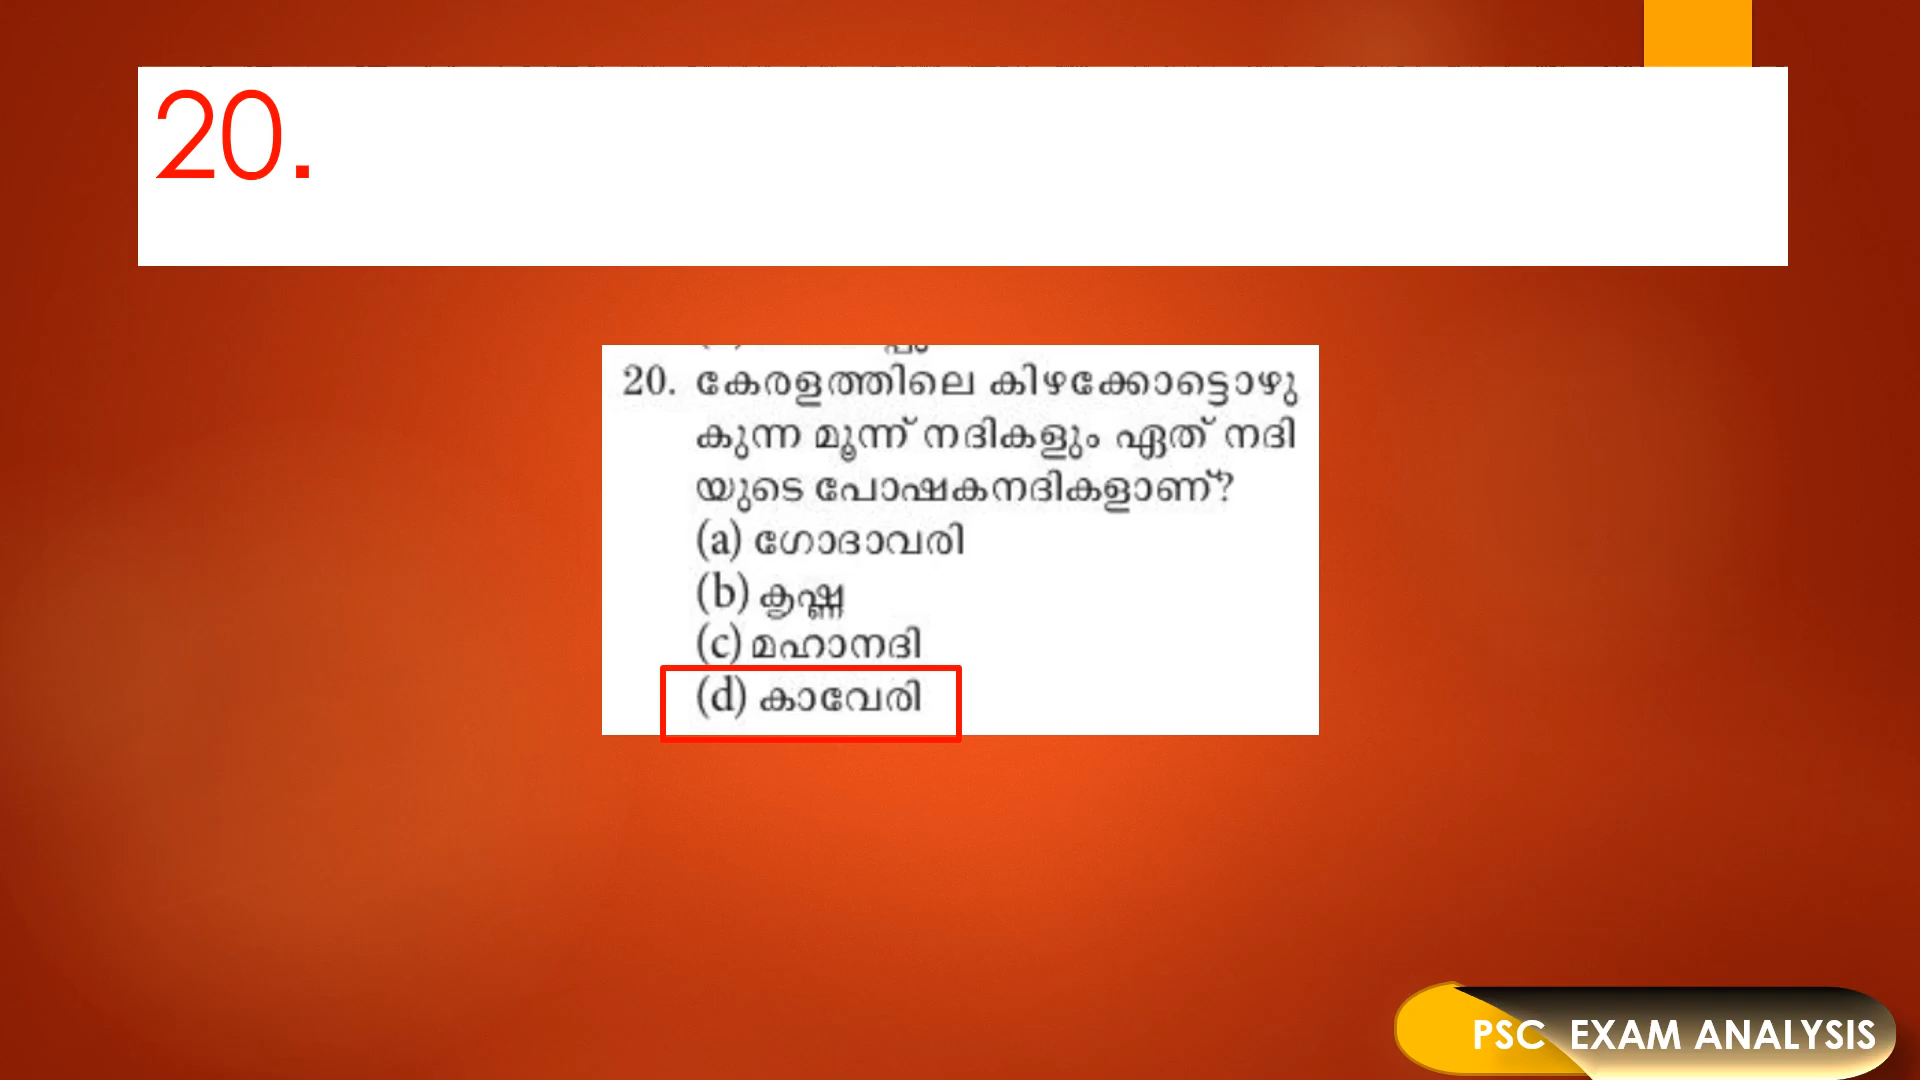 20.
20. കേരളത്തിലെ കിഴക്കോട്ടൊഴു
കുന്ന മൂന്ന് നദികളും ഏത് നദി
യുടെ പോഷകനദികളാണ്?
(a) ഗോദാവരി
(b) കൃഷ്ണ
(c) മഹാനദി
(d) കാവേരി
PSC EXAM ANALYSIS